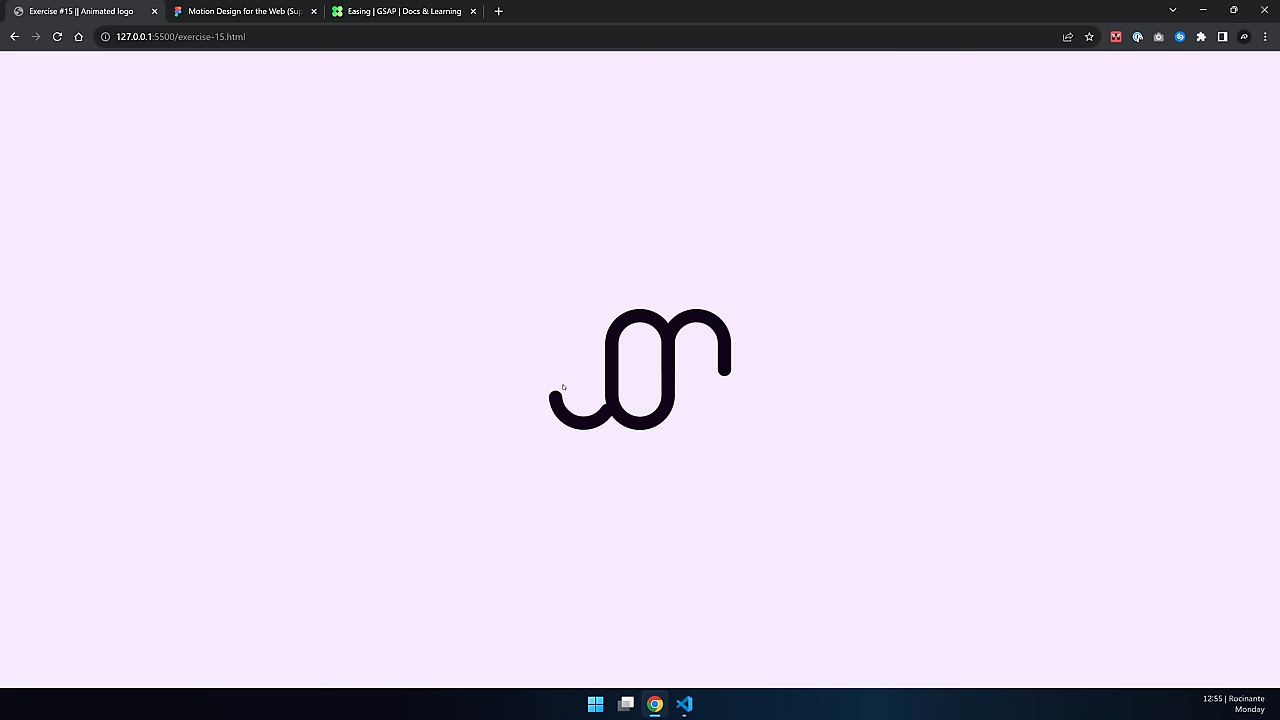 Exercise #15 || Animated logo
Motion Design for the Web (Sup
Easing | GSAP | Docs & Learning
127.0.0.1:5500/exercise-15.html
12:55 | Rocinante
Monday